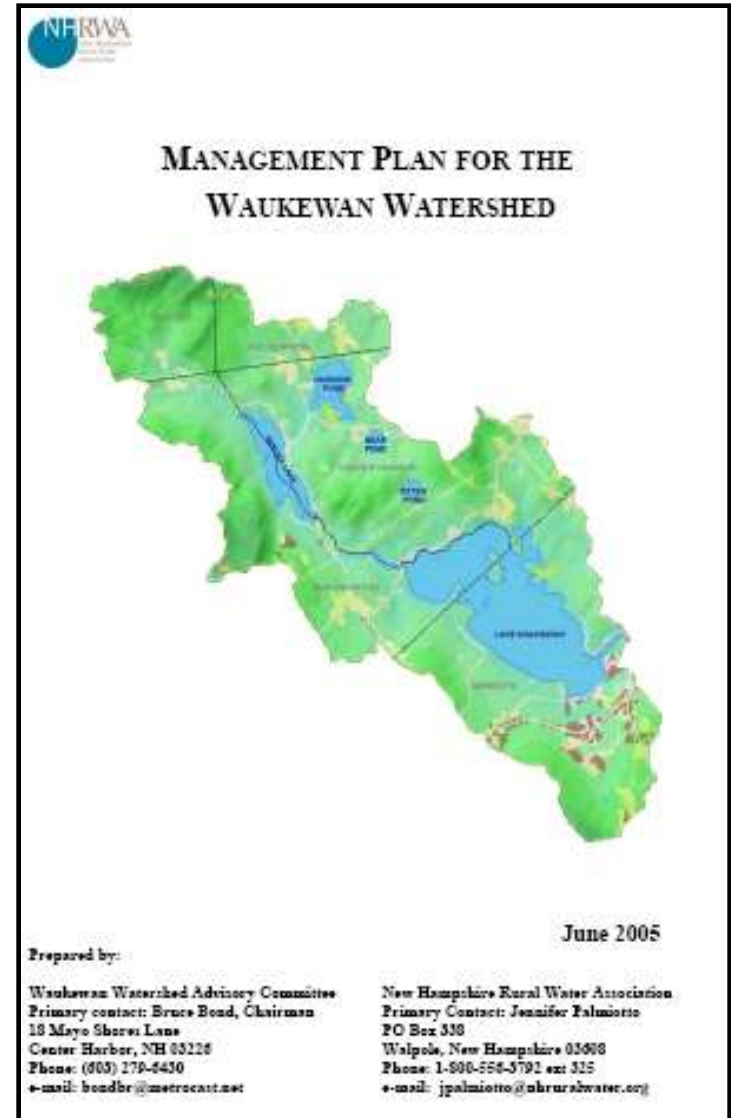 NHRWA
MANAGEMENT PLAN FOR THE
WAUKEWAN WATERSHED
POND
POND
POND
LAKE WAUKEWAN
June 2005
Prepared by:
Waukewan Watershed Advisory Committee
Primary contact: Bruce Bond, Chairman
18 Mayo Shores Lane
Center Harbor, NH 03226
Phone: (603) 279-6430
e-mail: bondbr@metrocast.net
New Hampshire Rural Water Association
Primary Contact: Jennifer Palmiotto
PO Box 338
Walpole, New Hampshire 03608
Phone: 1-800-556-3792 ext 325
e-mail: jpalmiotto@nhruralwater.org